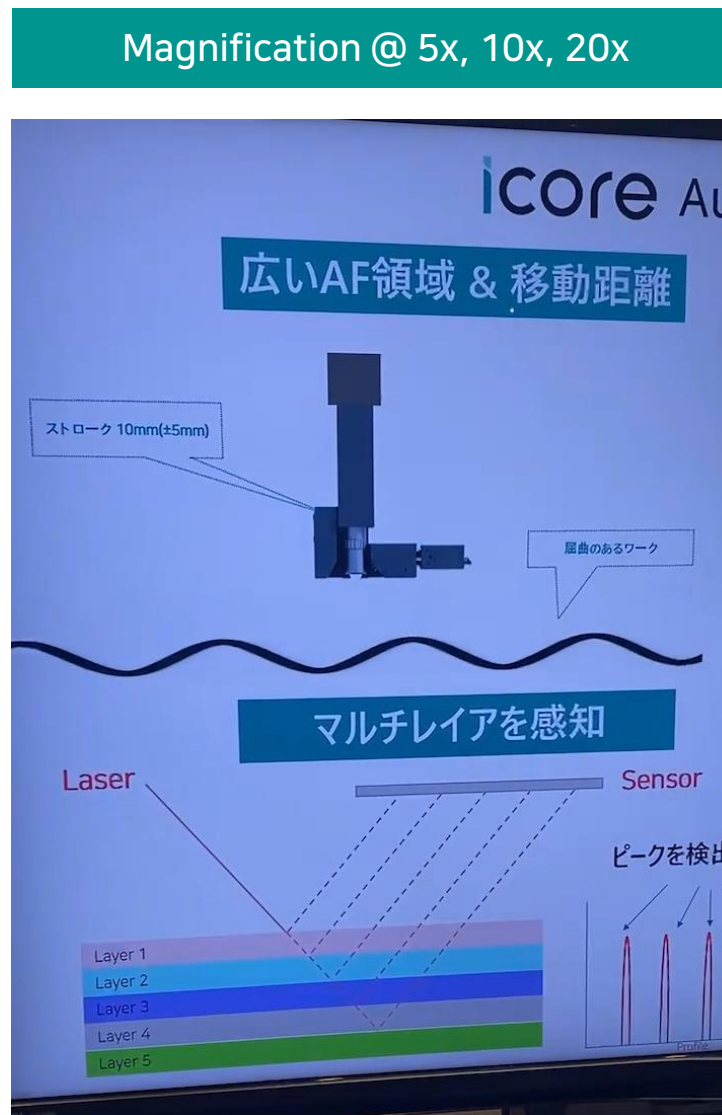 Magnification @ 5x, 10x, 20x
icore Au
広いAF領域 & 移動距離
ストローク 10mm(±5mm)
屈曲のあるワーク
マルチレイアを感知
Laser
Sensor
ピークを検出
Layer 1
Layer 2
Layer 3
Layer 4
Layer 5
Profile